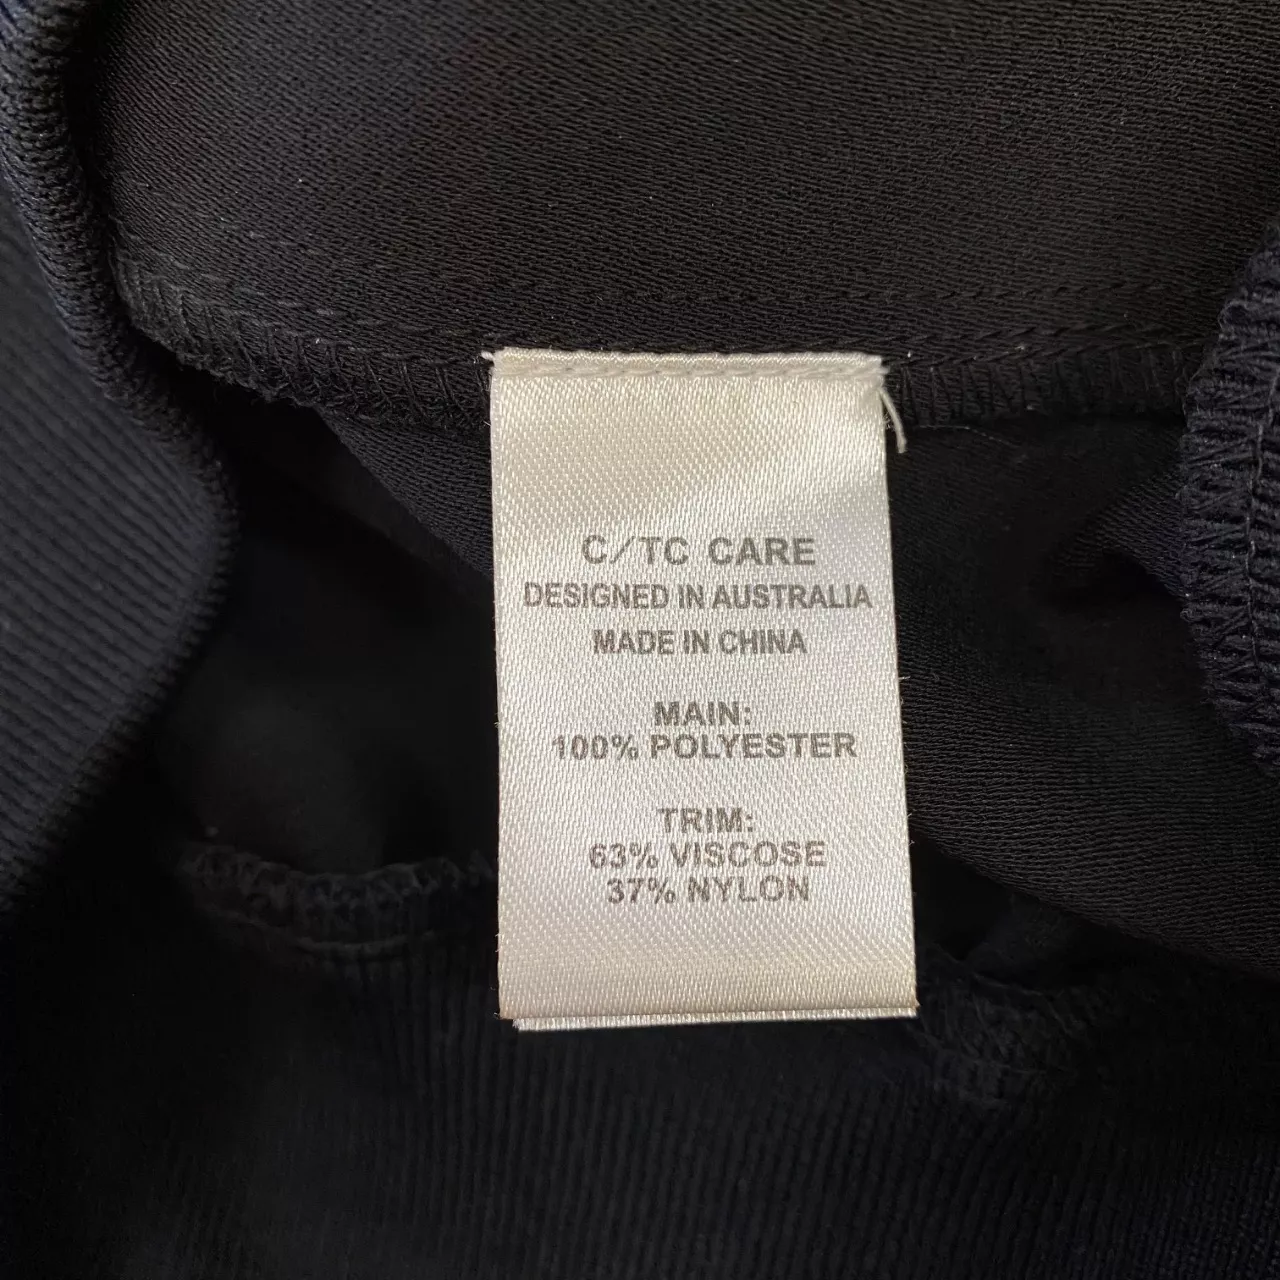 C/TC CARE
DESIGNED IN AUSTRALIA
MADE IN CHINA
MAIN:
100% POLYESTER
TRIM:
63% VISCOSE
37% NYLON